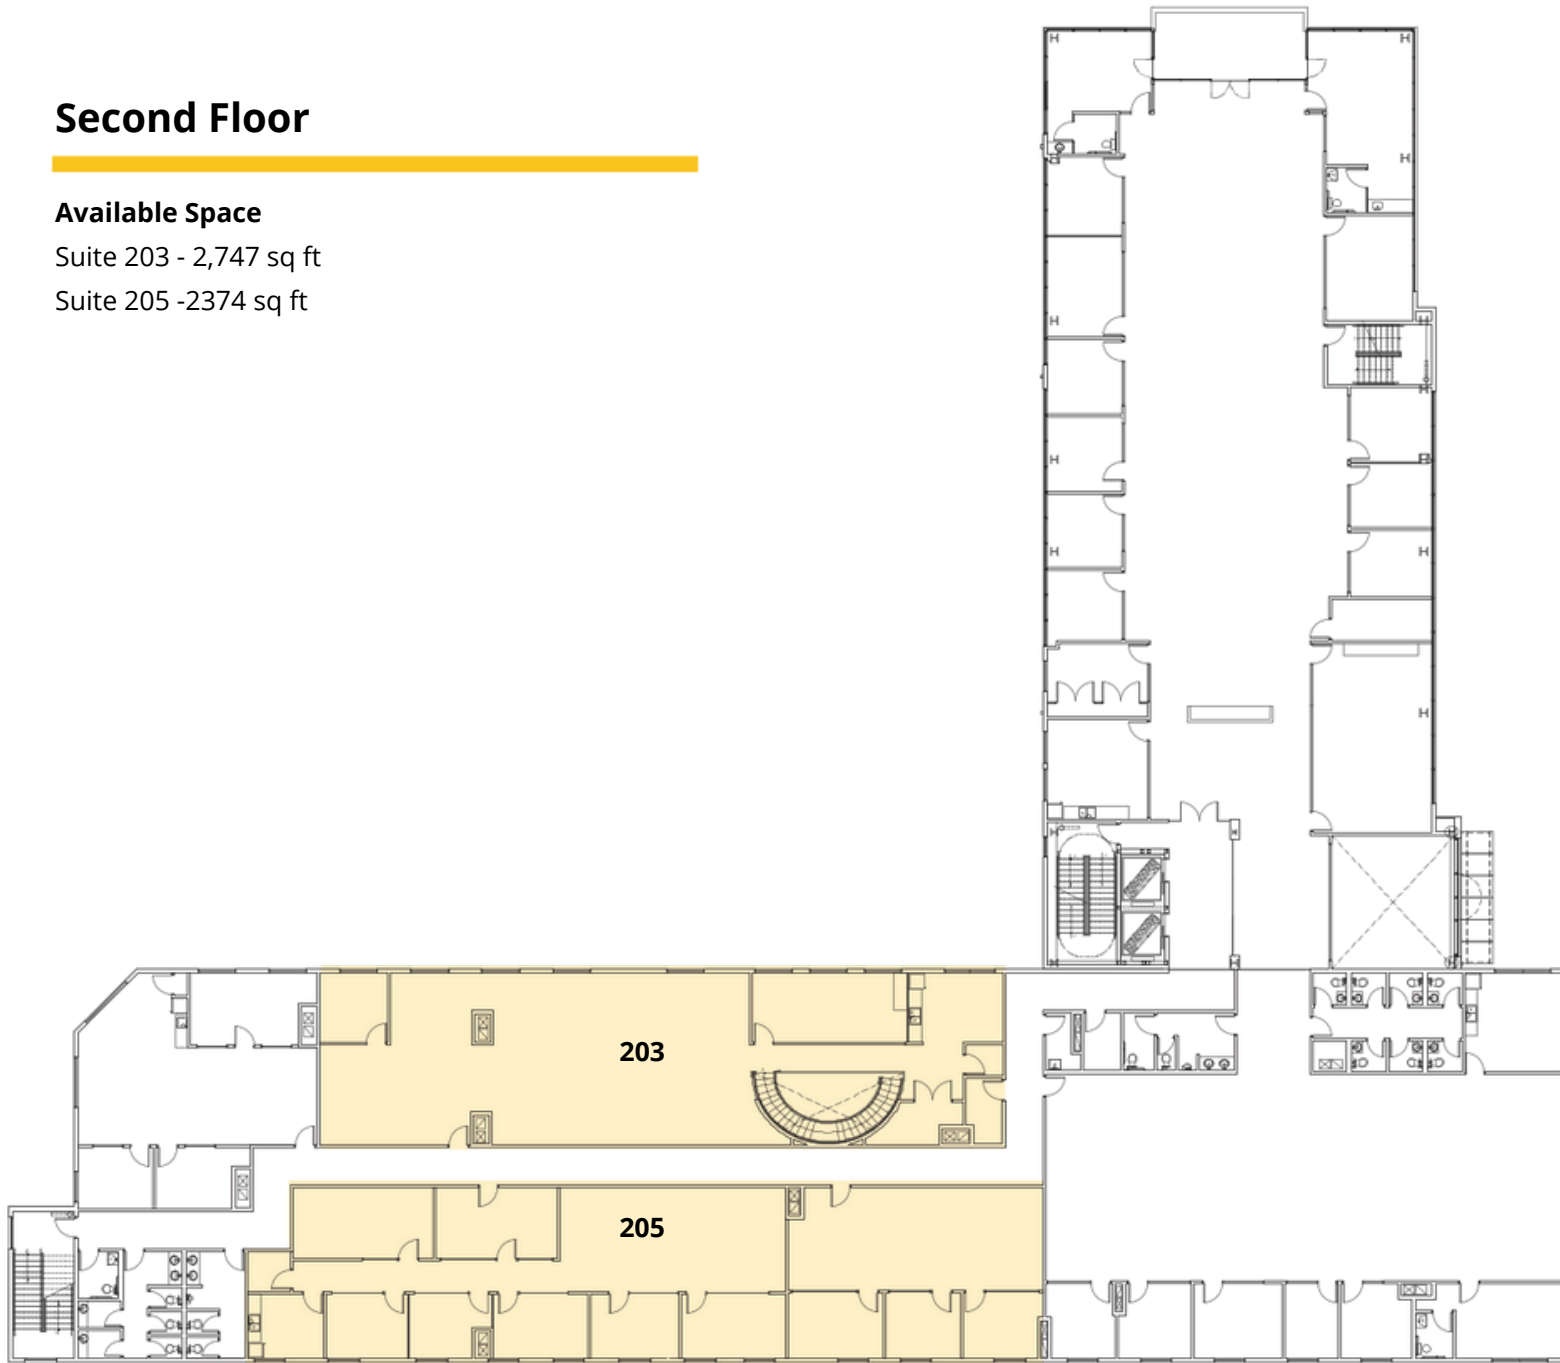 Second Floor
Available Space
Suite 203 - 2,747 sq ft
Suite 205 -2374 sq ft
203
205